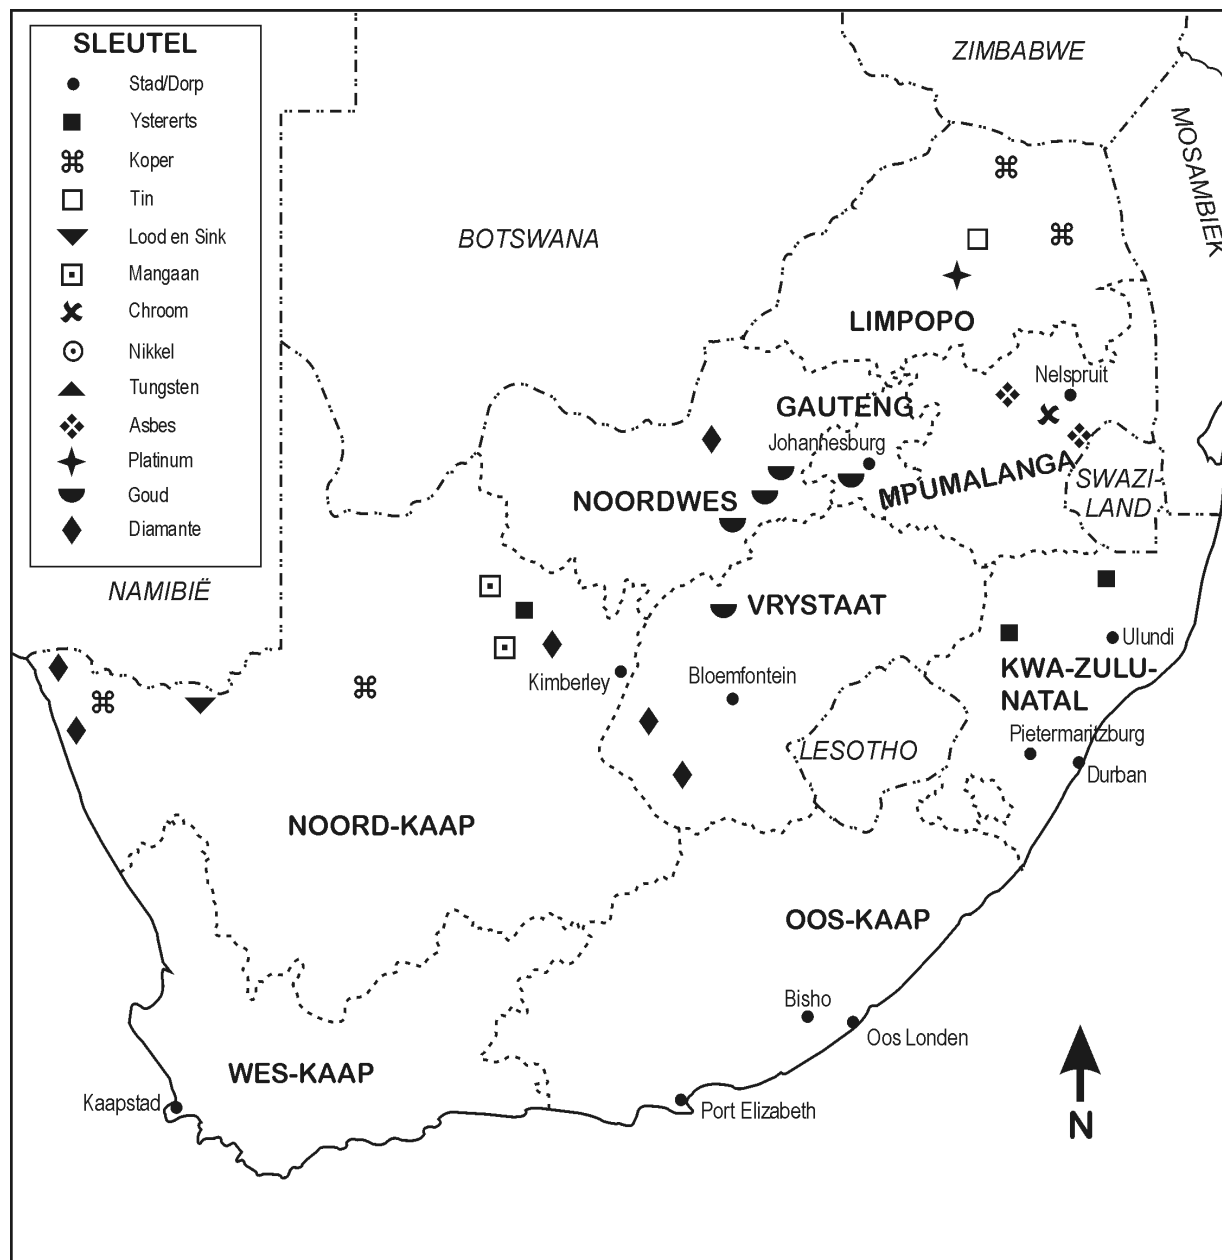 SLEUTEL
Stad/Dorp
Ystererts
Koper
Tin
Lood en Sink
Mangaan
Chroom
Nikkel
Tungsten
Asbes
Platinum
Goud
Diamante
ZIMBABWE
MOSAMBIEK
BOTSWANA
LIMPOPO
Nelspruit
GAUTENG
Johannesburg
MPUMALANGA
SWAZI-
LAND
NOORDWES
NAMIBIË
VRYSTAAT
Ulundi
KWA-ZULU-
NATAL
Kimberley
Bloemfontein
Pietermaritzburg
LESOTHO
Durban
NOORD-KAAP
OOS-KAAP
Bisho
Oos Londen
WES-KAAP
Kaapstad
Port Elizabeth
N